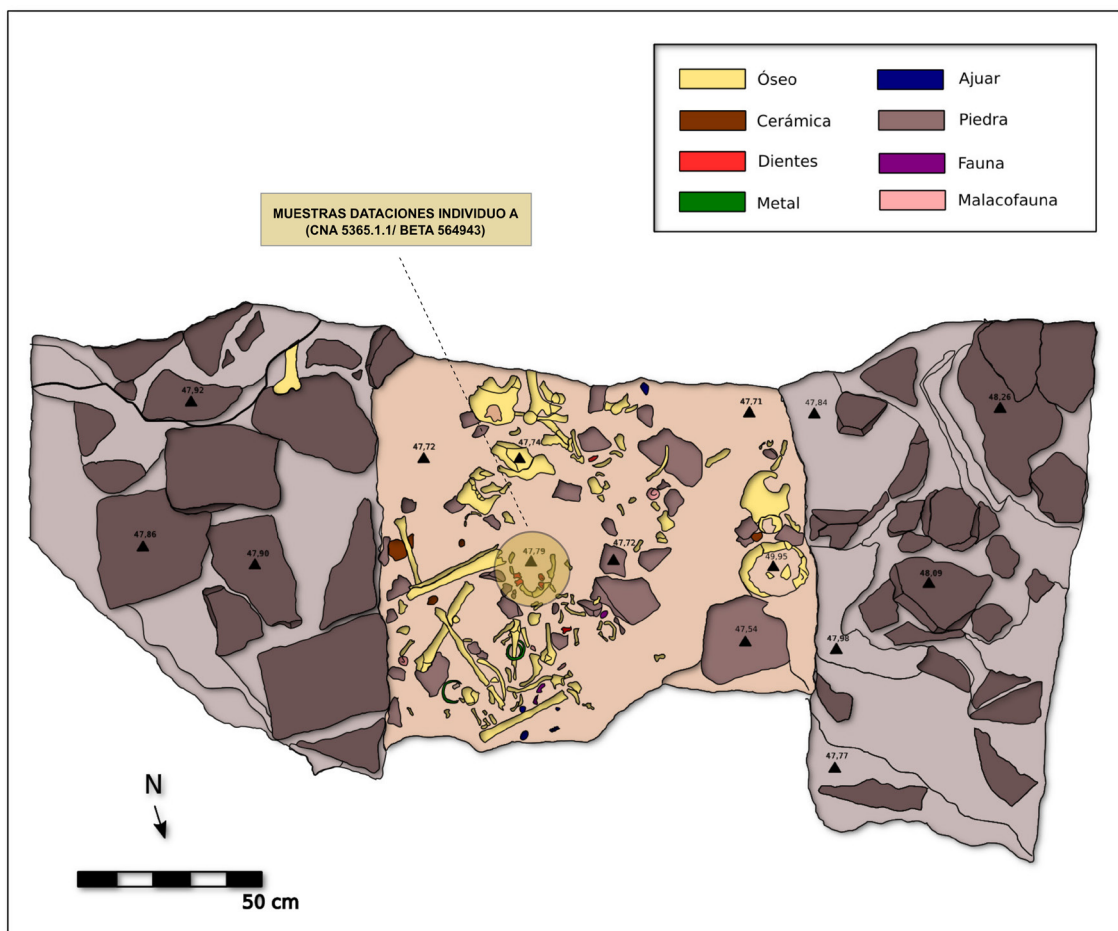 Óseo
Ajuar
Cerámica
Piedra
Dientes
Fauna
Metal
Malacofauna
MUESTRAS DATACIONES INDIVIDUO A
(CNA 5365.1.1/ BETA 564943)
47,92
47,71
47,84
48,26
47,72
47,74
47,86
47,90
47,79
47,72
49,95
48,09
47,54
47,98
47,77
N
50 cm